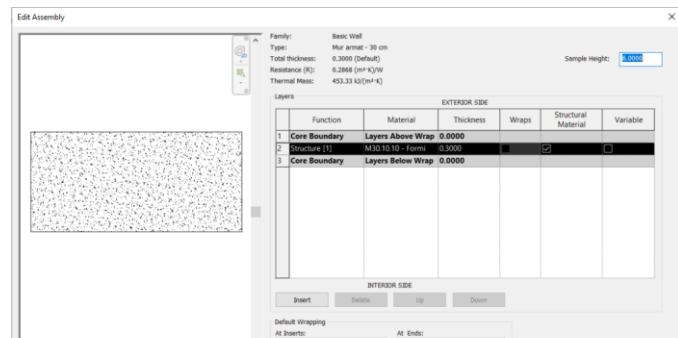 Edit Assembly
Family: Basic Wall
Type: Mur armat - 30 cm
Total thickness: 0.3000 (Default) Sample Height: 6.0000
Resistance (R): 0.2868 (m²·K)/W
Thermal Mass: 453.33 kJ/(m²·K)
Layers
EXTERIOR SIDE
Function Material Thickness Wraps Structural Material Variable
1 Core Boundary Layers Above Wrap 0.0000
2 Structure [1] M30.10.10 - Formi 0.3000
3 Core Boundary Layers Below Wrap 0.0000
INTERIOR SIDE
Insert Delete Up Down
Default Wrapping
At Inserts: At Ends: